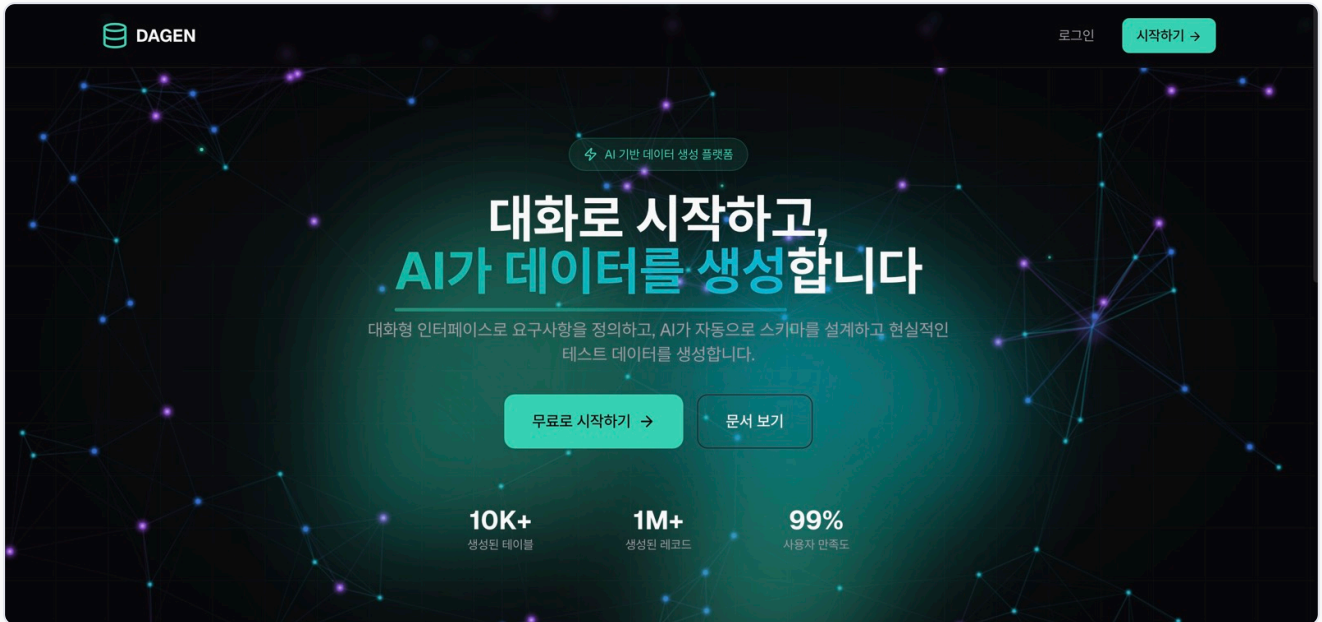 DAGEN
로그인
시작하기 →
AI 기반 데이터 생성 플랫폼
대화로 시작하고,
AI가 데이터를 생성합니다
대화형 인터페이스로 요구사항을 정의하고, AI가 자동으로 스키마를 설계하고 현실적인
테스트 데이터를 생성합니다.
무료로 시작하기 →
문서 보기
10K+
생성된 테이블
1M+
생성된 레코드
99%
사용자 만족도